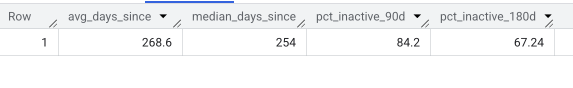 Row avg_days_since median_days_since pct_inactive_90d pct_inactive_180d
1 268.6 254 84.2 67.24